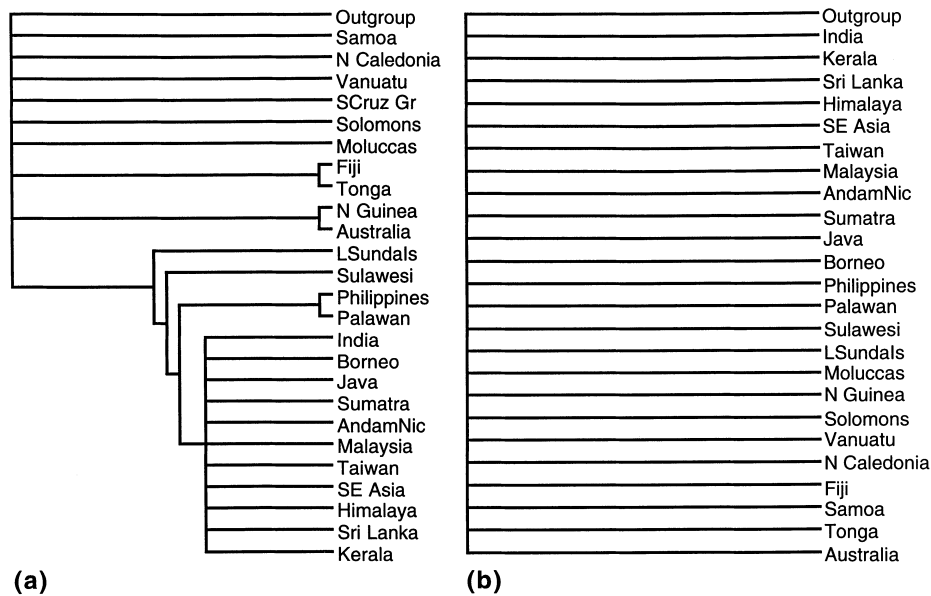 Outgroup
Samoa
N Caledonia
Vanuatu
SCruz Gr
Solomons
Moluccas
Fiji
Tonga
N Guinea
Australia
LSundaIs
Sulawesi
Philippines
Palawan
India
Borneo
Java
Sumatra
AndamNic
Malaysia
Taiwan
SE Asia
Himalaya
Sri Lanka
Kerala
(a)
Outgroup
India
Kerala
Sri Lanka
Himalaya
SE Asia
Taiwan
Malaysia
AndamNic
Sumatra
Java
Borneo
Philippines
Palawan
Sulawesi
LSundaIs
Moluccas
N Guinea
Solomons
Vanuatu
N Caledonia
Fiji
Samoa
Tonga
Australia
(b)